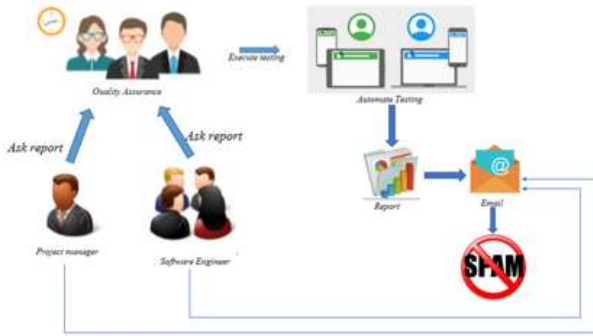 Quality Assurance
Execute testing
Automate Testing
Ask report
Ask report
Report
Email
@
Project manager
Software Engineer
SPAM